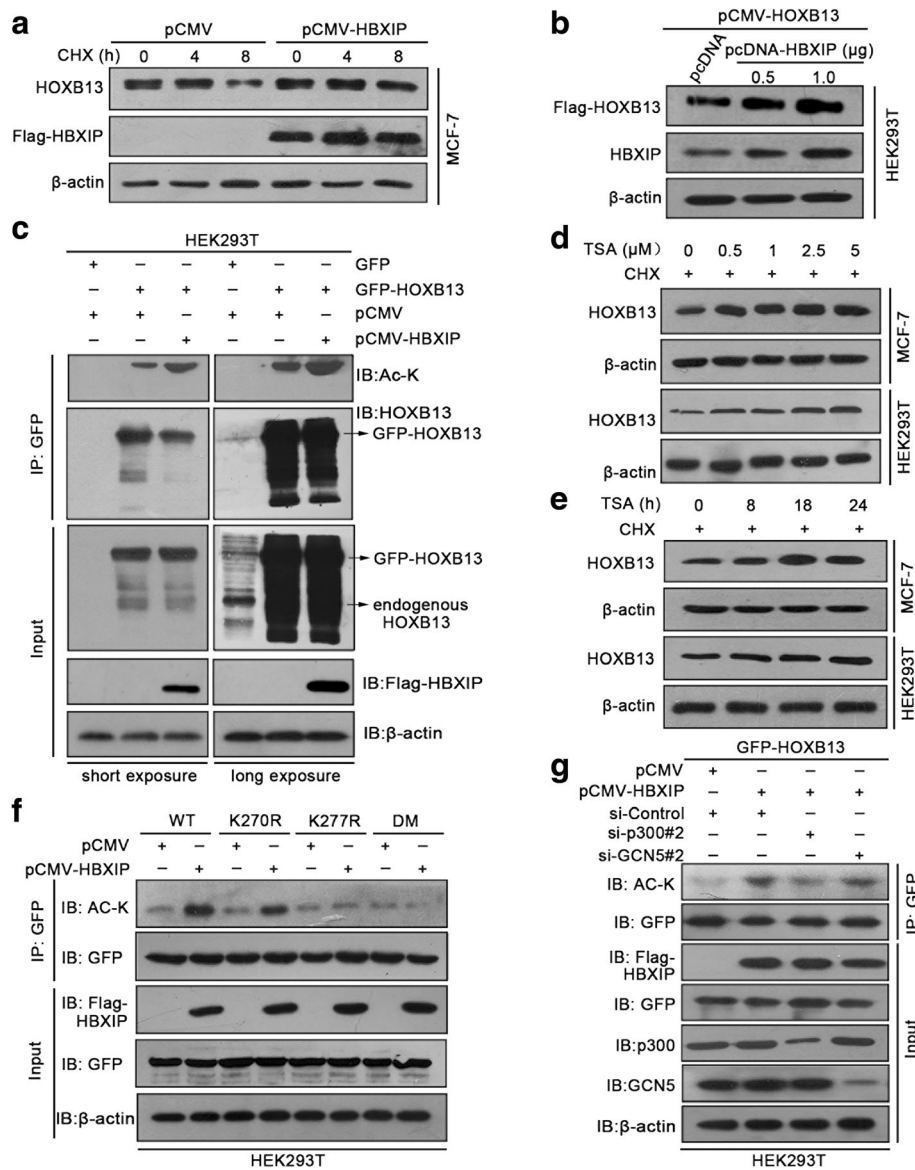 a
pCMV pCMV-HBXIP
CHX (h) 0 4 8 0 4 8
HOXB13
Flag-HBXIP
β-actin
MCF-7
b
pCMV-HOXB13
pcDNA
pcDNA-HBXIP (μg)
0.5 1.0
Flag-HOXB13
HBXIP
β-actin
HEK293T
c
HEK293T
+ − − + − − GFP
− + + − + + GFP-HOXB13
+ + − + + − pCMV
− − + − − + pCMV-HBXIP
IB:Ac-K
IB:HOXB13
GFP-HOXB13
IP: GFP
GFP-HOXB13
endogenous
HOXB13
IB:Flag-HBXIP
IB:β-actin
Input
short exposure long exposure
d
TSA (μM) 0 0.5 1 2.5 5
CHX + + + + +
HOXB13
β-actin
MCF-7
HOXB13
β-actin
HEK293T
e
TSA (h) 0 8 18 24
CHX + + + +
HOXB13
β-actin
MCF-7
HOXB13
β-actin
HEK293T
f
WT K270R K277R DM
pCMV + − + − + − + −
pCMV-HBXIP − + − + − + − +
IB: AC-K
IB: GFP
IP: GFP
IB: Flag-
HBXIP
IB: GFP
IB:β-actin
Input
HEK293T
g
GFP-HOXB13
pCMV + − − −
pCMV-HBXIP − + + +
si-Control + + − −
si-p300#2 − − + −
si-GCN5#2 − − − +
IB: AC-K
IB: GFP
IP: GFP
IB: Flag-
HBXIP
IB: GFP
IB:p300
IB:GCN5
IB:β-actin
Input
HEK293T